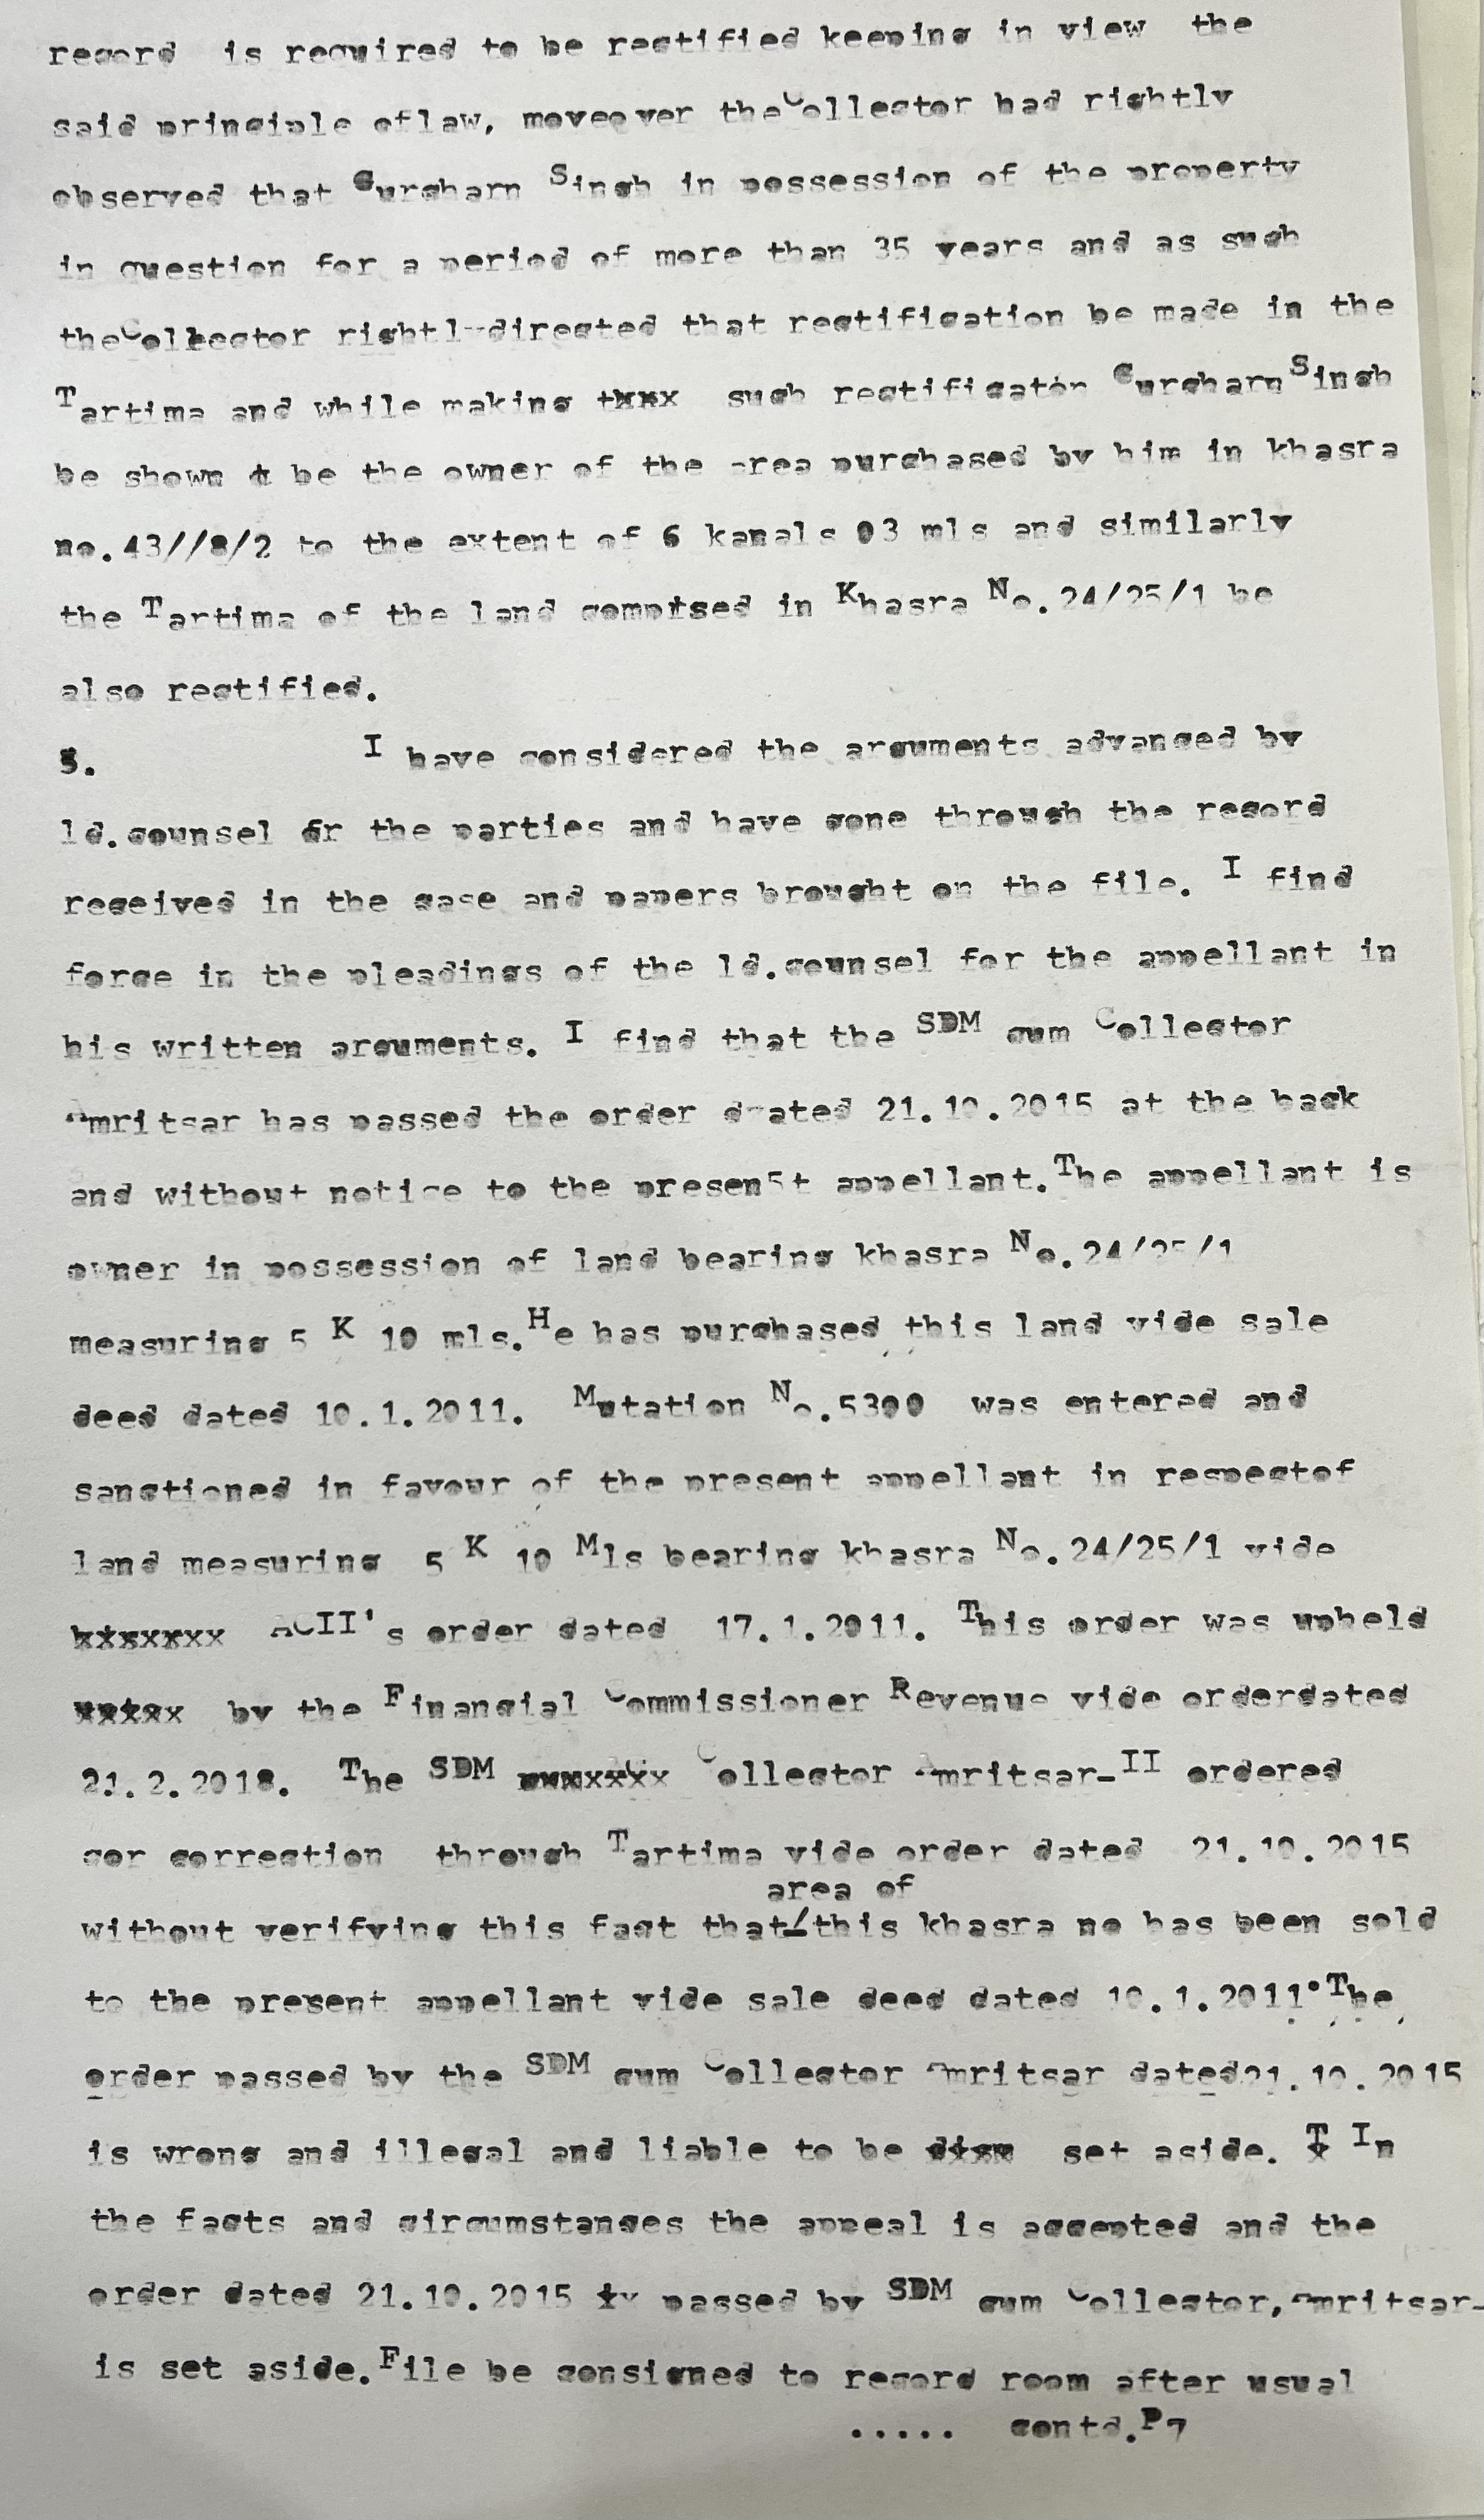 record is required to be rectified keeping in view the
said principle oflaw, moveover theCollector had rightly
observed that Gurcharn Singh in possession of the property
in question for a period of more than 35 years and as such
theCollector rightl--directed that rectification be made in the
Tartima and while making txxx such rectificaton Gurcharn Singh
be shown t be the owner of the area purchased by him in khasra
no.43//8/2 to the extent of 6 kanals 03 mls and similarly
the Tartima of the land comprised in Khasra No.24/25/1 be
also rectified.
5. I have considered the arguments advanced by
ld.counsel for the parties and have gone through the record
received in the case and papers brought on the file. I find
force in the pleadings of the ld.counsel for the appellant in
his written arguments. I find that the SDM cum Collector
Amritsar has passed the order dated 21.10.2015 at the back
and without notice to the present appellant.The appellant is
owner in possession of land bearing khasra No.24/25/1
measuring 5 K 10 mls.He has purchased this land vide sale
deed dated 10.1.2011. Mutation No.5300 was entered and
sanctioned in favour of the present appellant in respectof
land measuring 5 K 10 Mls bearing khasra No.24/25/1 vide
ACII's order dated 17.1.2011. This order was upheld
by the Financial Commissioner Revenue vide orderdated
21.2.2018. The SDM Collector Amritsar-II ordered
cor correction through Tartima vide order dated 21.10.2015
area of
without verifying this fact that/this khasra no has been sold
to the present appellant vide sale deed dated 10.1.2011.The
order passed by the SDM cum Collector Amritsar dated21.10.2015
is wrong and illegal and liable to be set aside. In
the facts and circumstances the appeal is accepted and the
order dated 21.10.2015 passed by SDM cum Collector,Amritsar-
is set aside.File be consigned to record room after usual
..... contd.P7